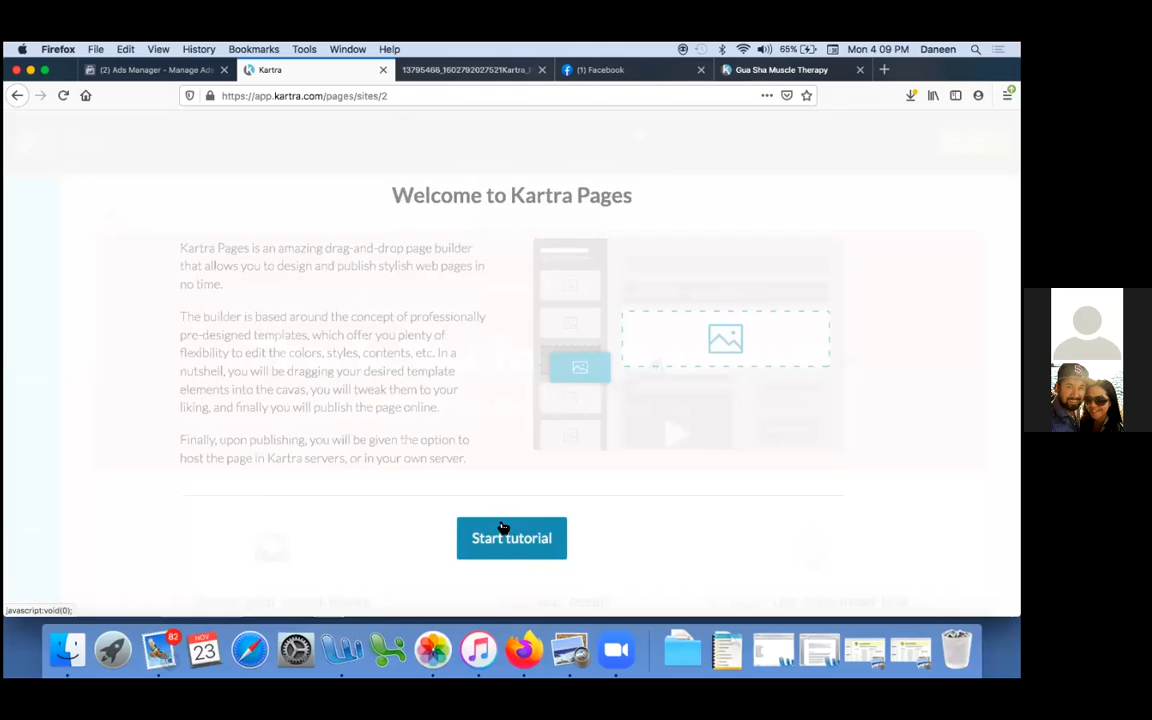 Firefox File Edit View History Bookmarks Tools Window Help 65% Mon 4 09 PM Daneen
(2) Ads Manager - Manage Ads Kartra 13795466_1602792027521Kartra_ (1) Facebook Gua Sha Muscle Therapy
https://app.kartra.com/pages/sites/2
Welcome to Kartra Pages
Kartra Pages is an amazing drag-and-drop page builder
that allows you to design and publish stylish web pages in
no time.
The builder is based around the concept of professionally
pre-designed templates, which offer you plenty of
flexibility to edit the colors, styles, contents, etc. In a
nutshell, you will be dragging your desired template
elements into the cavas, you will tweak them to your
liking, and finally you will publish the page online.
Finally, upon publishing, you will be given the option to
host the page in Kartra servers, or in your own server.
Start tutorial
javascript:void(0);
82
NOV
23